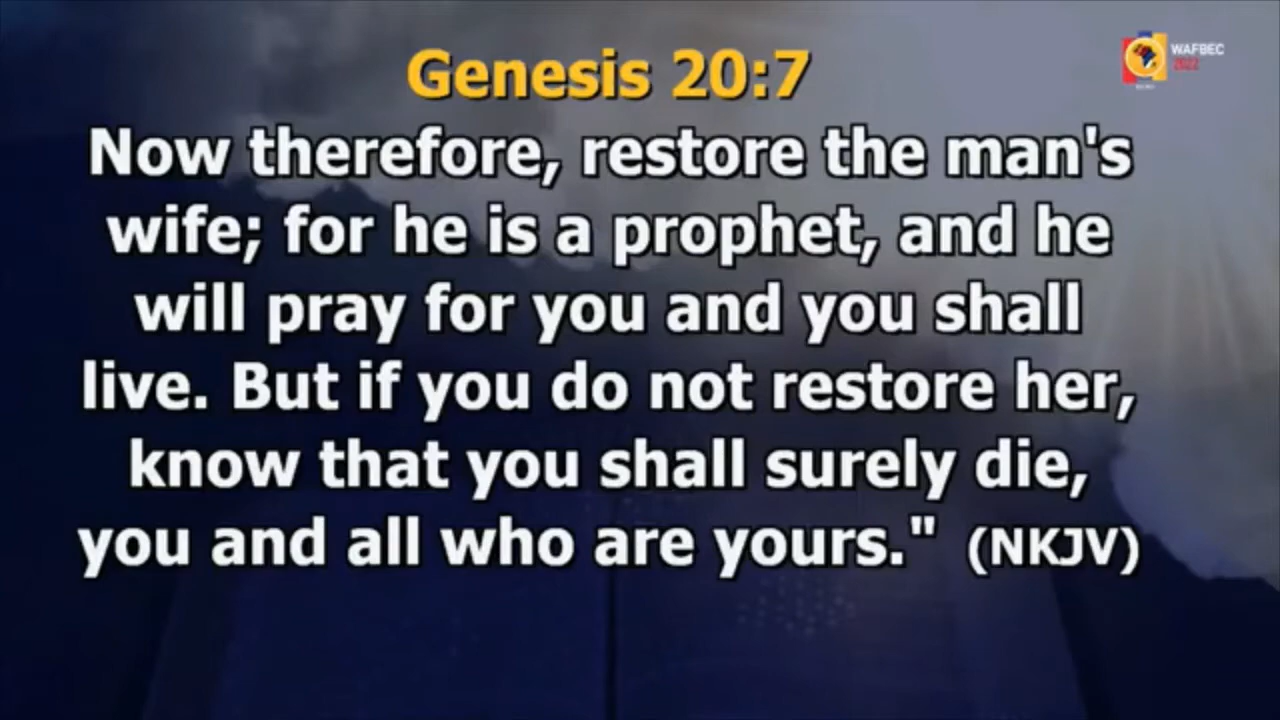 Genesis 20:7
WAFBEC
2022
Now therefore, restore the man's
wife; for he is a prophet, and he
will pray for you and you shall
live. But if you do not restore her,
know that you shall surely die,
you and all who are yours." (NKJV)